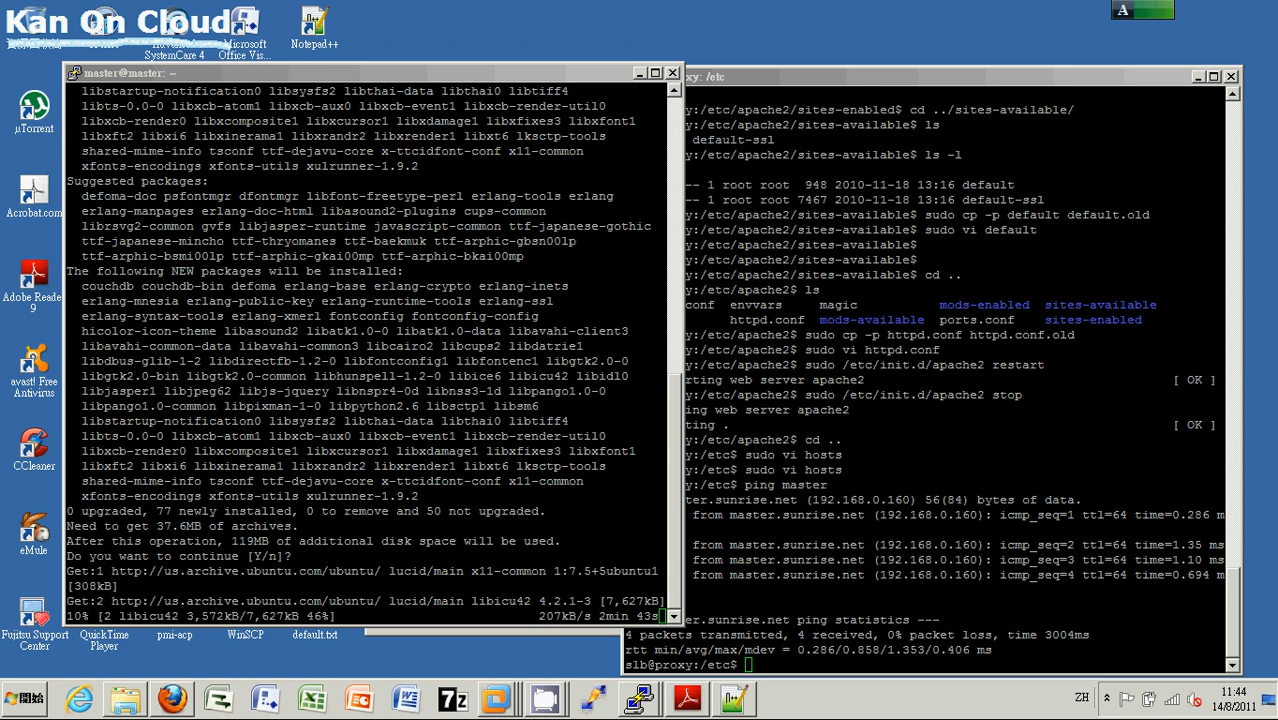 Kan On Cloud
Microsoft
Office Vis...
SystemCare 4
Notepad++
µTorrent
Acrobat.com
Adobe Reade
9
avast! Free
Antivirus
CCleaner
eMule
Fujitsu Support
Center
QuickTime
Player
pmi-acp
WinSCP
default.txt
A
master@master: ~
libstartup-notification0 libsysfs2 libthai-data libthai0 libtiff4
libts-0.0-0 libxcb-atom1 libxcb-aux0 libxcb-event1 libxcb-render-util0
libxcb-render0 libxcomposite1 libxcursor1 libxdamage1 libxfixes3 libxfont1
libxft2 libxi6 libxinerama1 libxrandr2 libxrender1 libxt6 lksctp-tools
shared-mime-info tsconf ttf-dejavu-core x-ttcidfont-conf x11-common
xfonts-encodings xfonts-utils xulrunner-1.9.2
Suggested packages:
defoma-doc psfontmgr dfontmgr libfont-freetype-perl erlang-tools erlang
erlang-manpages erlang-doc-html libasound2-plugins cups-common
librsvg2-common gvfs libjasper-runtime javascript-common ttf-japanese-gothic
ttf-japanese-mincho ttf-thryomanes ttf-baekmuk ttf-arphic-gbsn00lp
ttf-arphic-bsmi00lp ttf-arphic-gkai00mp ttf-arphic-bkai00mp
The following NEW packages will be installed:
couchdb couchdb-bin defoma erlang-base erlang-crypto erlang-inets
erlang-mnesia erlang-public-key erlang-runtime-tools erlang-ssl
erlang-syntax-tools erlang-xmerl fontconfig fontconfig-config
hicolor-icon-theme libasound2 libatk1.0-0 libatk1.0-data libavahi-client3
libavahi-common-data libavahi-common3 libcairo2 libcups2 libdatrie1
libdbus-glib-1-2 libdirectfb-1.2-0 libfontconfig1 libfontenc1 libgtk2.0-0
libgtk2.0-bin libgtk2.0-common libhunspell-1.2-0 libice6 libicu42 libidl0
libjasper1 libjpeg62 libjs-jquery libnspr4-0d libnss3-1d libpango1.0-0
libpango1.0-common libpixman-1-0 libpython2.6 libsctp1 libsm6
libstartup-notification0 libsysfs2 libthai-data libthai0 libtiff4
libts-0.0-0 libxcb-atom1 libxcb-aux0 libxcb-event1 libxcb-render-util0
libxcb-render0 libxcomposite1 libxcursor1 libxdamage1 libxfixes3 libxfont1
libxft2 libxi6 libxinerama1 libxrandr2 libxrender1 libxt6 lksctp-tools
shared-mime-info tsconf ttf-dejavu-core x-ttcidfont-conf x11-common
xfonts-encodings xfonts-utils xulrunner-1.9.2
0 upgraded, 77 newly installed, 0 to remove and 50 not upgraded.
Need to get 37.6MB of archives.
After this operation, 119MB of additional disk space will be used.
Do you want to continue [Y/n]?
Get:1 http://us.archive.ubuntu.com/ubuntu/ lucid/main x11-common 1:7.5+5ubuntu1
[308kB]
Get:2 http://us.archive.ubuntu.com/ubuntu/ lucid/main libicu42 4.2.1-3 [7,627kB]
10% [2 libicu42 3,572kB/7,627kB 46%] 207kB/s 2min 43s
xy: /etc
y:/etc/apache2/sites-enabled$ cd ../sites-available/
y:/etc/apache2/sites-available$ ls
default-ssl
y:/etc/apache2/sites-available$ ls -l
-- 1 root root 948 2010-11-18 13:16 default
-- 1 root root 7467 2010-11-18 13:16 default-ssl
y:/etc/apache2/sites-available$ sudo cp -p default default.old
y:/etc/apache2/sites-available$ sudo vi default
y:/etc/apache2/sites-available$
y:/etc/apache2/sites-available$
y:/etc/apache2/sites-available$ cd ..
y:/etc/apache2$ ls
conf envvars magic mods-enabled sites-available
httpd.conf mods-available ports.conf sites-enabled
y:/etc/apache2$ sudo cp -p httpd.conf httpd.conf.old
y:/etc/apache2$ sudo vi httpd.conf
y:/etc/apache2$ sudo /etc/init.d/apache2 restart
rting web server apache2 [ OK ]
y:/etc/apache2$ sudo /etc/init.d/apache2 stop
ng web server apache2
ting . [ OK ]
y:/etc/apache2$ cd ..
y:/etc$ sudo vi hosts
y:/etc$ sudo vi hosts
y:/etc$ ping master
ter.sunrise.net (192.168.0.160) 56(84) bytes of data.
from master.sunrise.net (192.168.0.160): icmp_seq=1 ttl=64 time=0.286 m
from master.sunrise.net (192.168.0.160): icmp_seq=2 ttl=64 time=1.35 ms
from master.sunrise.net (192.168.0.160): icmp_seq=3 ttl=64 time=1.10 ms
from master.sunrise.net (192.168.0.160): icmp_seq=4 ttl=64 time=0.694 m
er.sunrise.net ping statistics ---
4 packets transmitted, 4 received, 0% packet loss, time 3004ms
rtt min/avg/max/mdev = 0.286/0.858/1.353/0.406 ms
slb@proxy:/etc$
開始
7z
ZH
11:44
14/8/2011